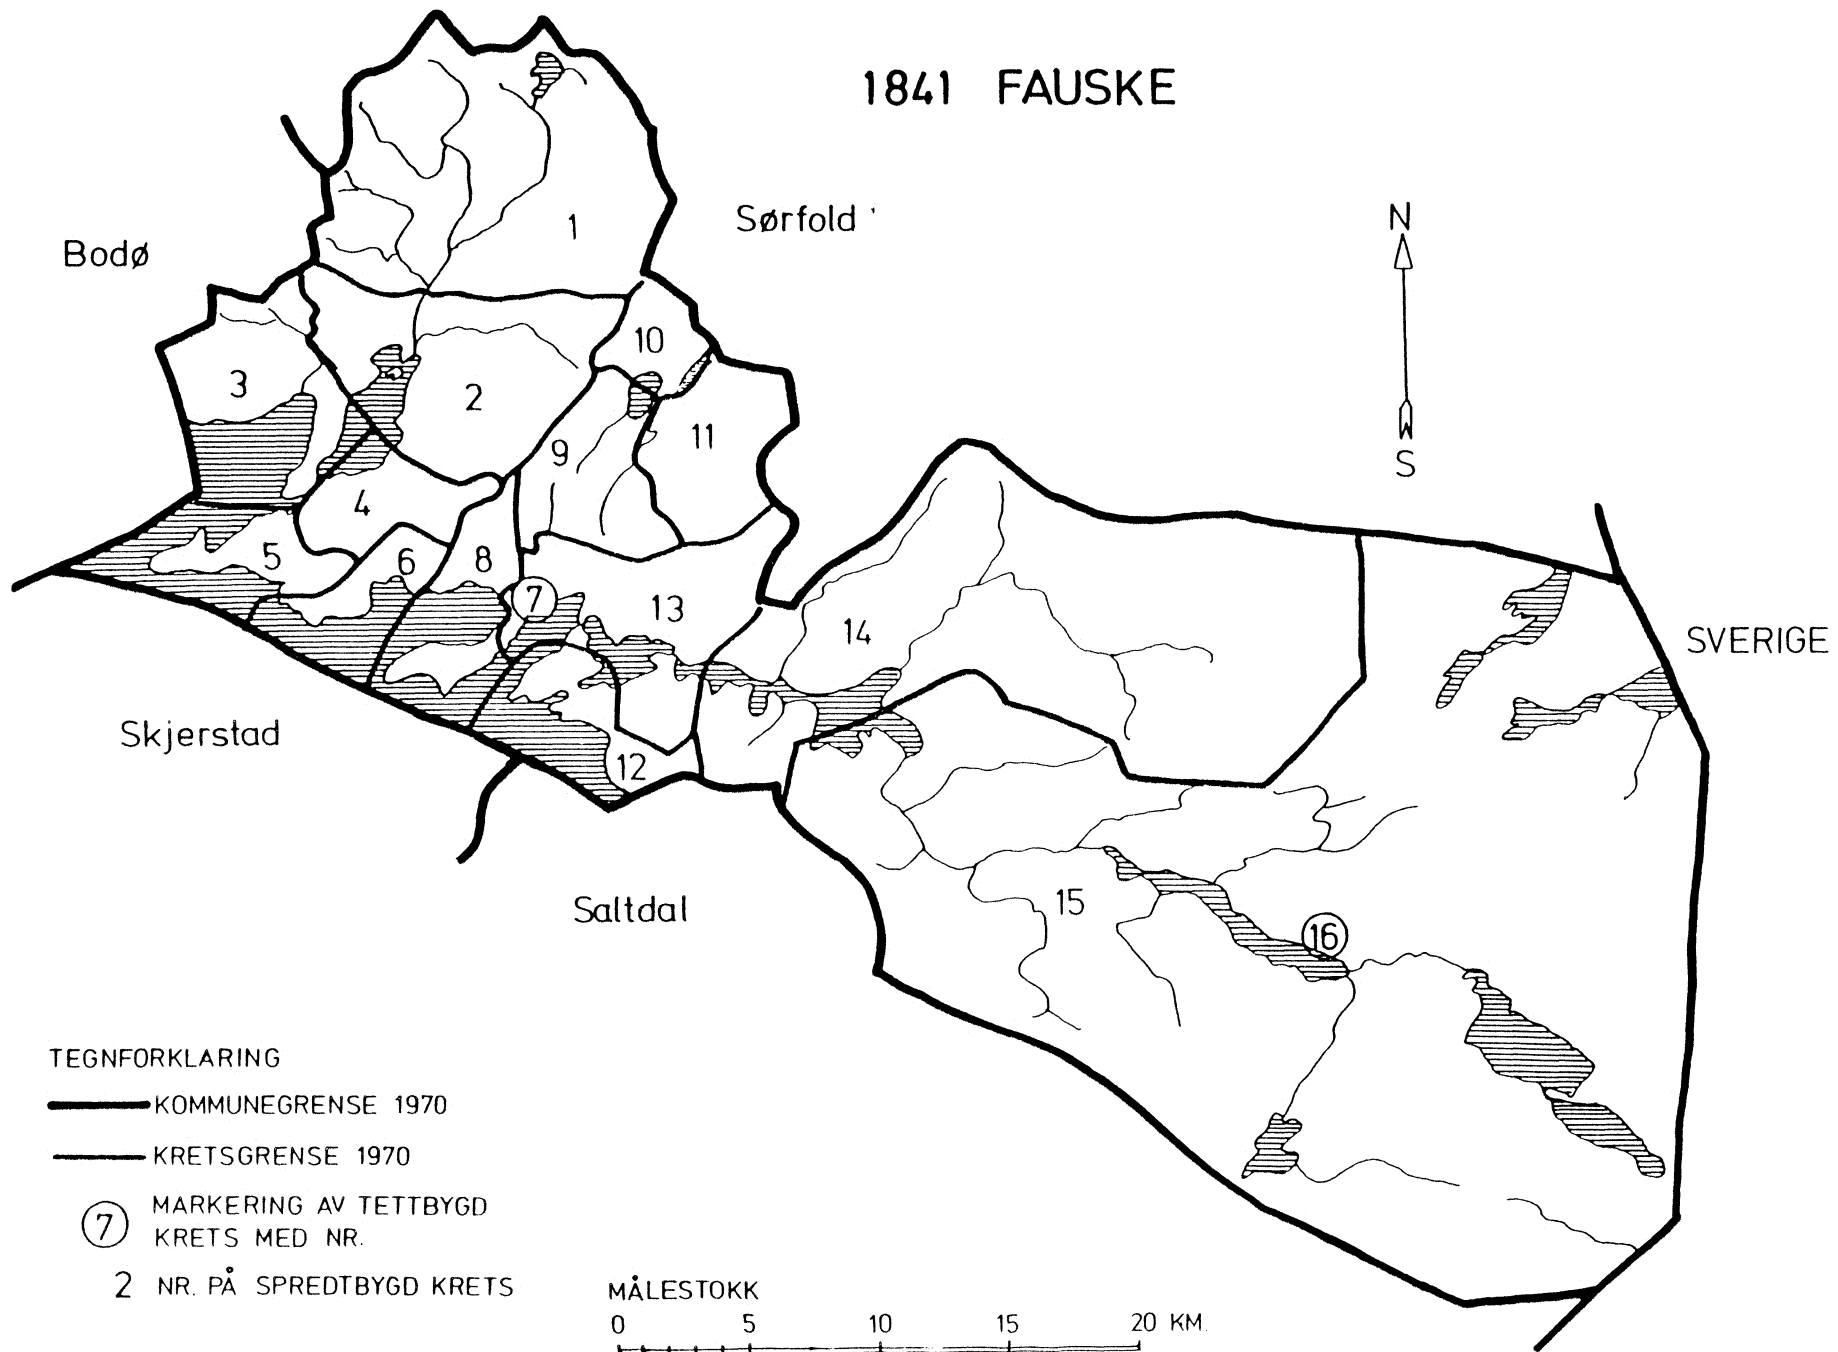 1841 FAUSKE
N
S
Bodø
Sørfold
SVERIGE
Skjerstad
Saltdal
1
2
3
4
5
6
7
8
9
10
11
12
13
14
15
16
TEGNFORKLARING
KOMMUNEGRENSE 1970
KRETSGRENSE 1970
7 MARKERING AV TETTBYGD
KRETS MED NR.
2 NR. PÅ SPREDTBYGD KRETS
MÅLESTOKK
0 5 10 15 20 KM.